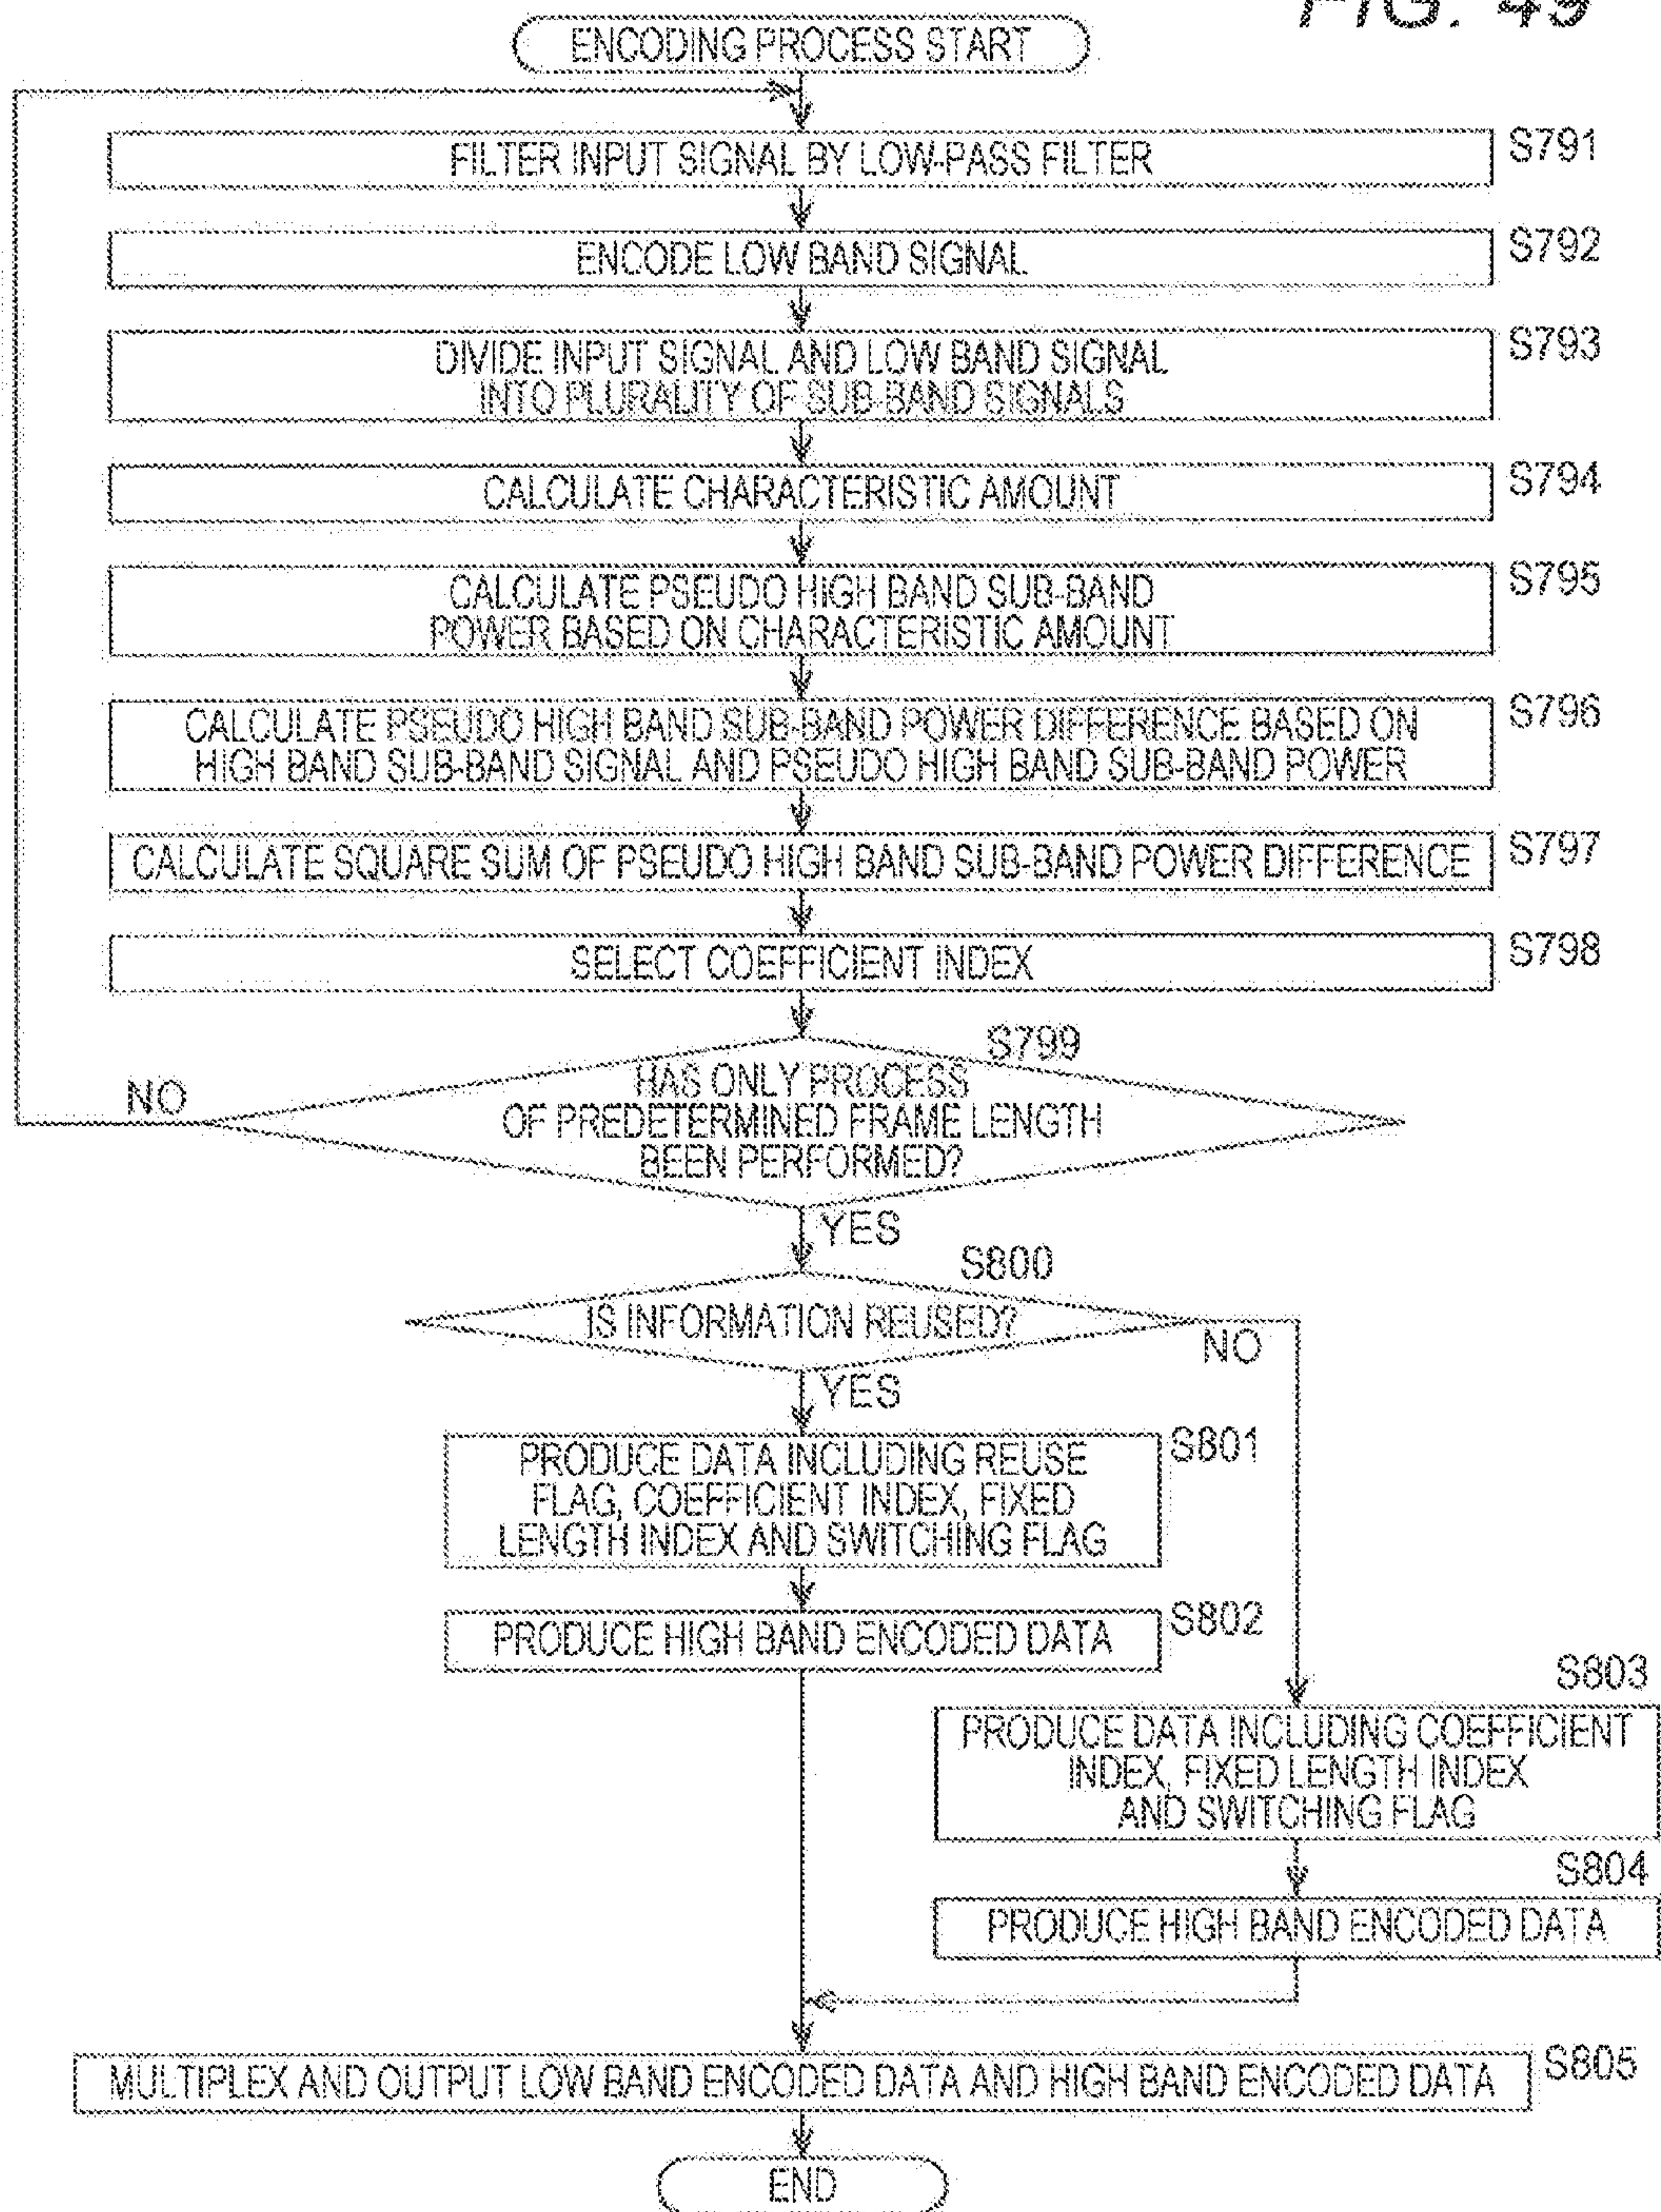 FIG. 49
ENCODING PROCESS START
FILTER INPUT SIGNAL BY LOW-PASS FILTER
S791
ENCODE LOW BAND SIGNAL
S792
DIVIDE INPUT SIGNAL AND LOW BAND SIGNAL
INTO PLURALITY OF SUB-BAND SIGNALS
S793
CALCULATE CHARACTERISTIC AMOUNT
S794
CALCULATE PSEUDO HIGH BAND SUB-BAND
POWER BASED ON CHARACTERISTIC AMOUNT
S795
CALCULATE PSEUDO HIGH BAND SUB-BAND POWER DIFFERENCE BASED ON
HIGH BAND SUB-BAND SIGNAL AND PSEUDO HIGH BAND SUB-BAND POWER
S796
CALCULATE SQUARE SUM OF PSEUDO HIGH BAND SUB-BAND POWER DIFFERENCE
S797
SELECT COEFFICIENT INDEX
S798
S799
HAS ONLY PROCESS
OF PREDETERMINED FRAME LENGTH
BEEN PERFORMED?
NO
YES
S800
IS INFORMATION REUSED?
NO
YES
PRODUCE DATA INCLUDING REUSE
FLAG, COEFFICIENT INDEX, FIXED
LENGTH INDEX AND SWITCHING FLAG
S801
PRODUCE HIGH BAND ENCODED DATA
S802
S803
PRODUCE DATA INCLUDING COEFFICIENT
INDEX, FIXED LENGTH INDEX
AND SWITCHING FLAG
S804
PRODUCE HIGH BAND ENCODED DATA
MULTIPLEX AND OUTPUT LOW BAND ENCODED DATA AND HIGH BAND ENCODED DATA
S805
END